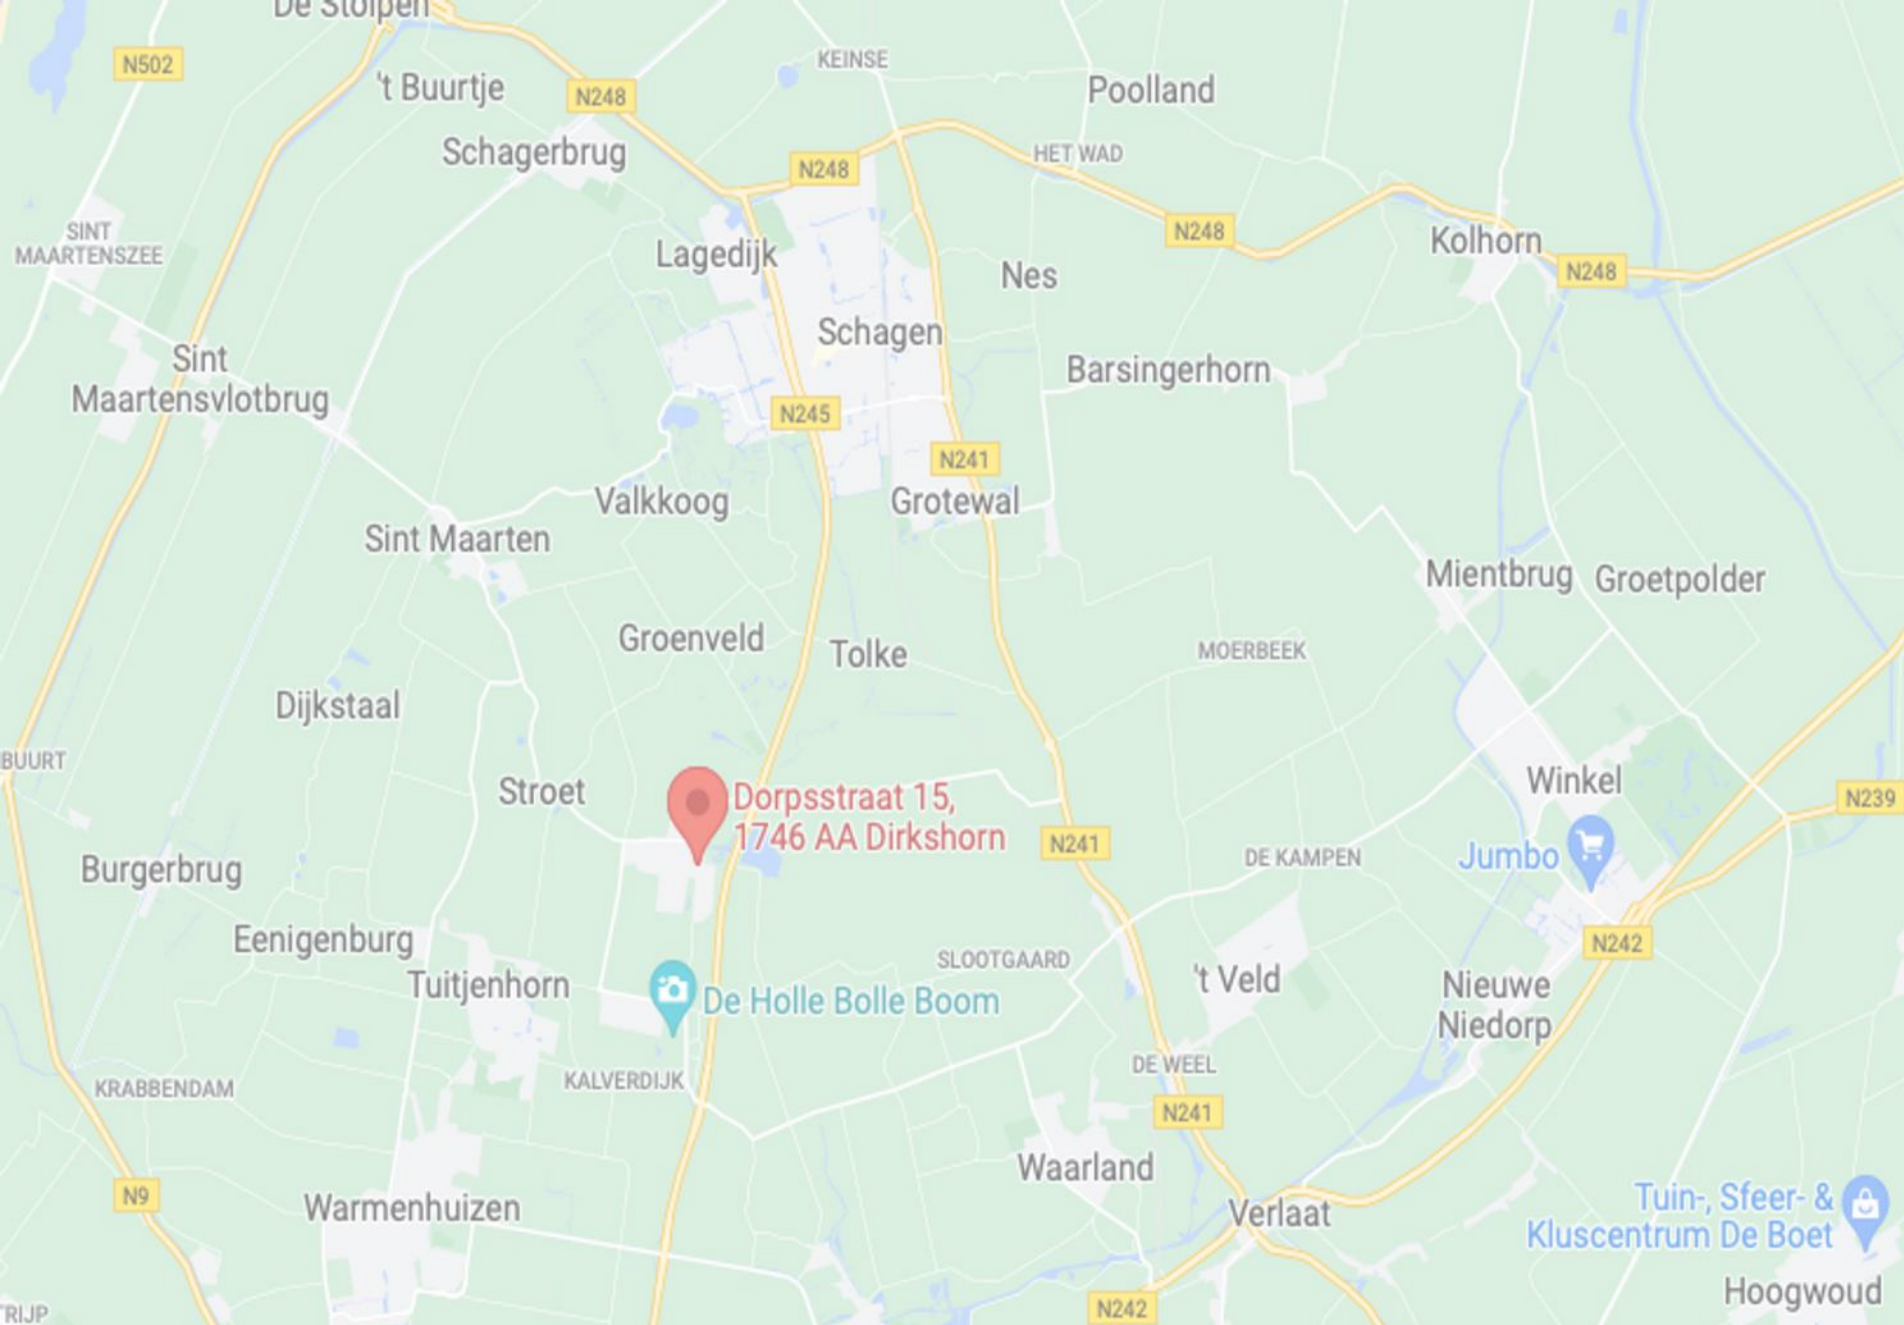 De Stolpen
N502
't Buurtje
N248
KEINSE
Poolland
Schagerbrug
N248
HET WAD
SINT
MAARTENSZEE
Lagedijk
N248
Kolhorn
N248
Nes
Schagen
Sint
Maartensvlotbrug
Barsingerhorn
N245
N241
Valkkoog
Grotewal
Sint Maarten
Mientbrug
Groetpolder
Groenveld
Tolke
MOERBEEK
Dijkstaal
BUURT
Stroet
Dorpsstraat 15,
1746 AA Dirkshorn
Winkel
N239
N241
DE KAMPEN
Jumbo
Burgerbrug
Eenigenburg
N242
SLOOTGAARD
Tuitjenhorn
't Veld
Nieuwe
Niedorp
De Holle Bolle Boom
KALVERDIJK
DE WEEL
KRABBENDAM
N241
Waarland
N9
Warmenhuizen
Verlaat
Tuin-, Sfeer- &
Kluscentrum De Boet
Hoogwoud
TRIJP
N242